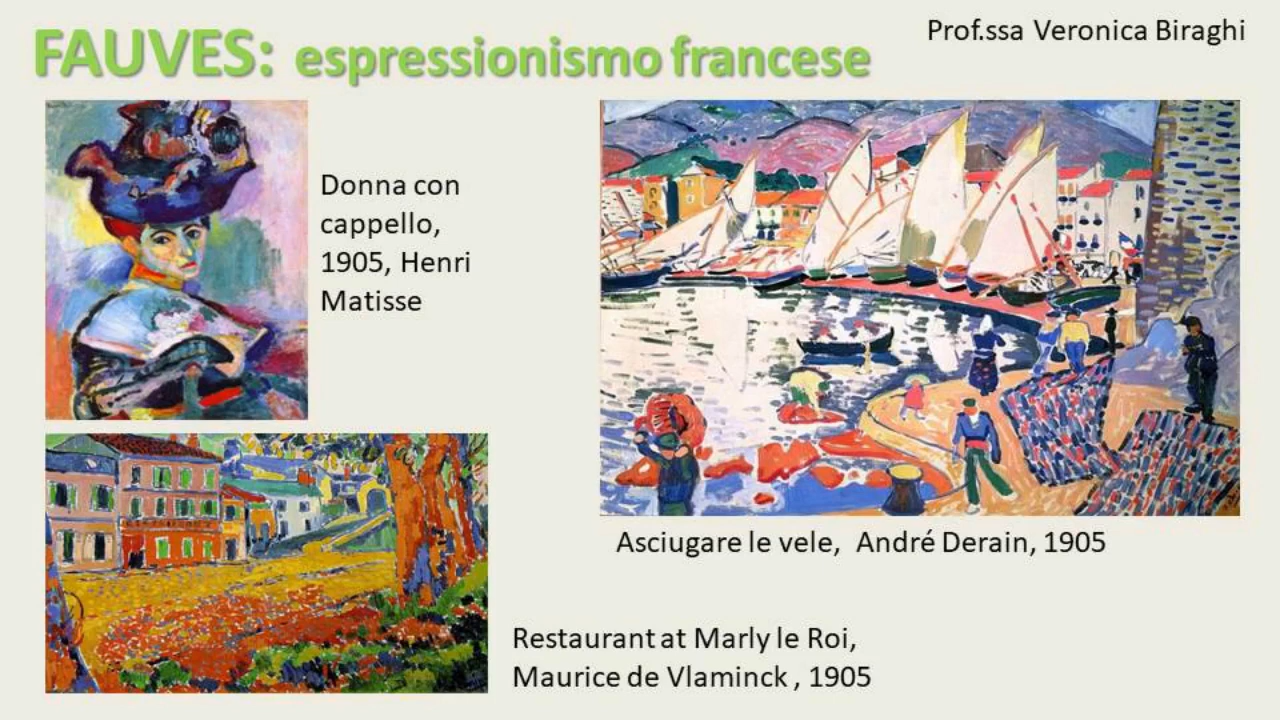 FAUVES: espressionismo francese
Prof.ssa Veronica Biraghi
Donna con
cappello,
1905, Henri
Matisse
Asciugare le vele, André Derain, 1905
Restaurant at Marly le Roi,
Maurice de Vlaminck , 1905